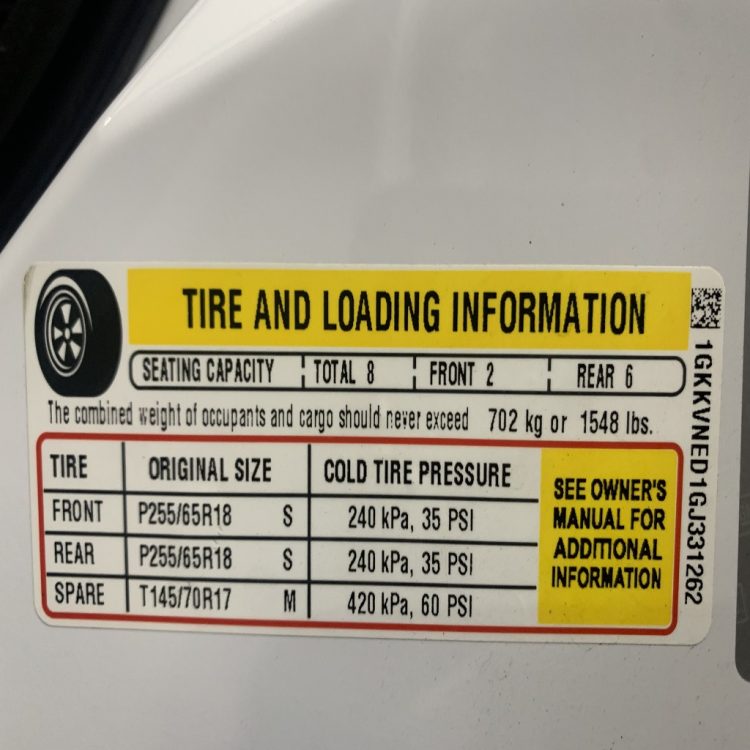 TIRE AND LOADING INFORMATION
SEATING CAPACITY TOTAL 8 FRONT 2 REAR 6
The combined weight of occupants and cargo should never exceed 702 kg or 1548 lbs.
TIRE ORIGINAL SIZE COLD TIRE PRESSURE
FRONT P255/65R18 S 240 kPa, 35 PSI
REAR P255/65R18 S 240 kPa, 35 PSI
SPARE T145/70R17 M 420 kPa, 60 PSI
SEE OWNER'S
MANUAL FOR
ADDITIONAL
INFORMATION
1GKKVNED1GJ331262